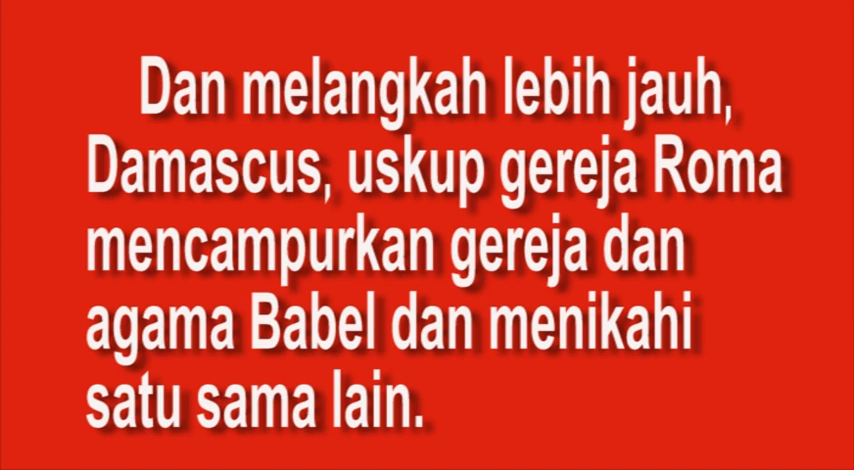 Dan melangkah lebih jauh,
Damascus, uskup gereja Roma
mencampurkan gereja dan
agama Babel dan menikahi
satu sama lain.